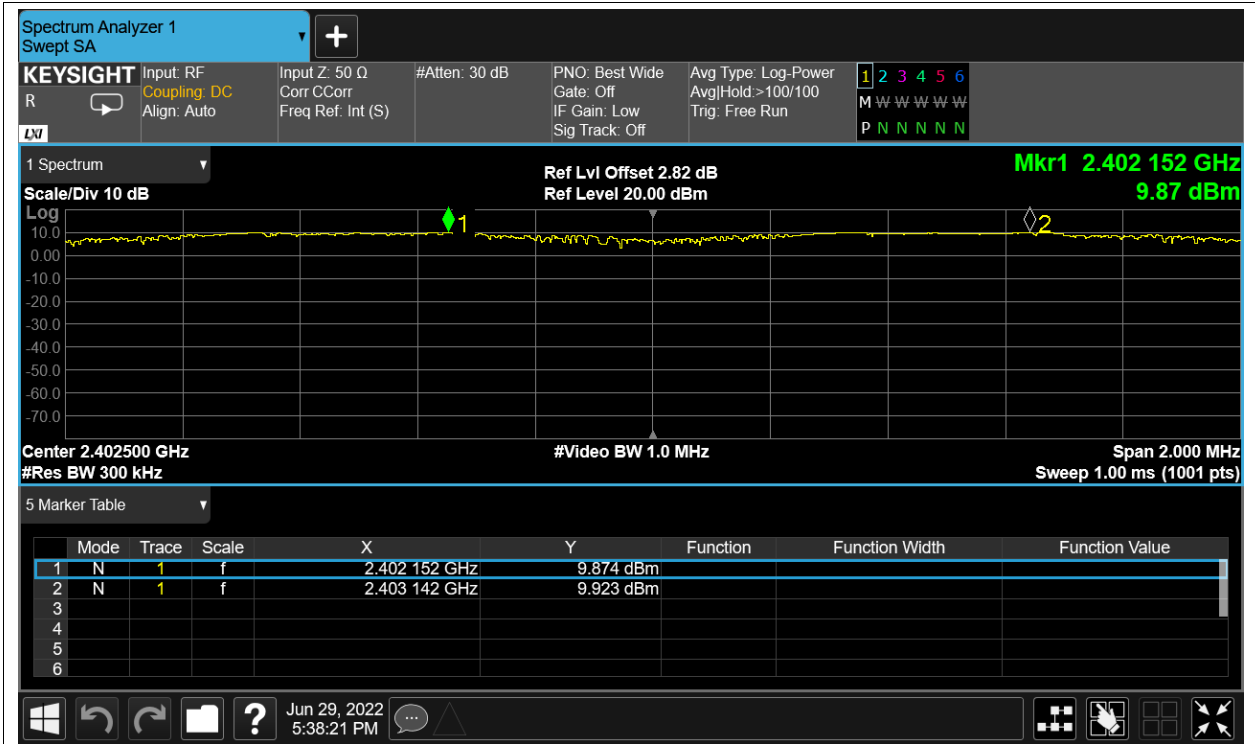 Spectrum Analyzer 1
Swept SA
KEYSIGHT Input: RF Input Z: 50 Ω #Atten: 30 dB PNO: Best Wide Avg Type: Log-Power 1 2 3 4 5 6
R Coupling: DC Corr CCorr Gate: Off Avg|Hold:>100/100 M W W W W W
Align: Auto Freq Ref: Int (S) IF Gain: Low Trig: Free Run
LXI Sig Track: Off P N N N N N
1 Spectrum Ref Lvl Offset 2.82 dB Mkr1 2.402 152 GHz
Scale/Div 10 dB Ref Level 20.00 dBm 9.87 dBm
Log
1 2
10.0
0.00
-10.0
-20.0
-30.0
-40.0
-50.0
-60.0
-70.0
Center 2.402500 GHz #Video BW 1.0 MHz Span 2.000 MHz
#Res BW 300 kHz Sweep 1.00 ms (1001 pts)
5 Marker Table
Mode Trace Scale X Y Function Function Width Function Value
1 N 1 f 2.402 152 GHz 9.874 dBm
2 N 1 f 2.403 142 GHz 9.923 dBm
3
4
5
6
? Jun 29, 2022
5:38:21 PM